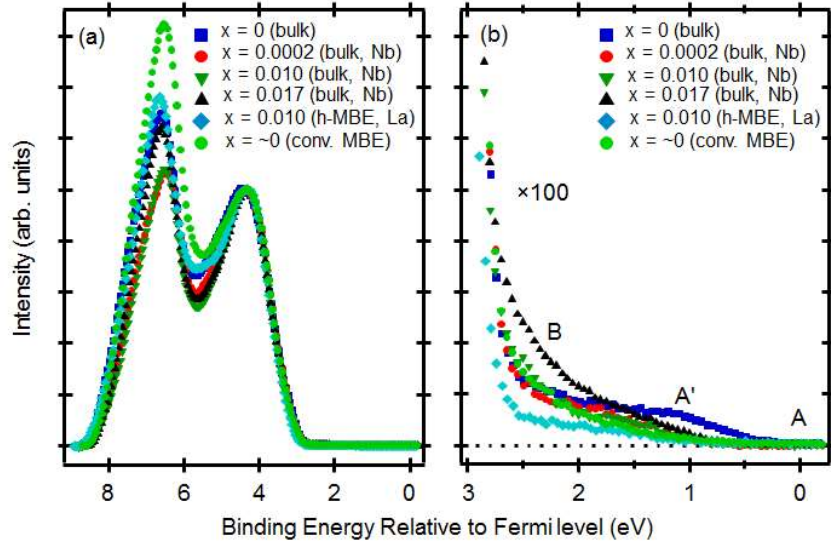 (a)
x = 0 (bulk)
x = 0.0002 (bulk, Nb)
x = 0.010 (bulk, Nb)
x = 0.017 (bulk, Nb)
x = 0.010 (h-MBE, La)
x = ~0 (conv. MBE)
(b)
x = 0 (bulk)
x = 0.0002 (bulk, Nb)
x = 0.010 (bulk, Nb)
x = 0.017 (bulk, Nb)
x = 0.010 (h-MBE, La)
x = ~0 (conv. MBE)
×100
B
A'
A
Intensity (arb. units)
8 6 4 2 0
3 2 1 0
Binding Energy Relative to Fermi level (eV)